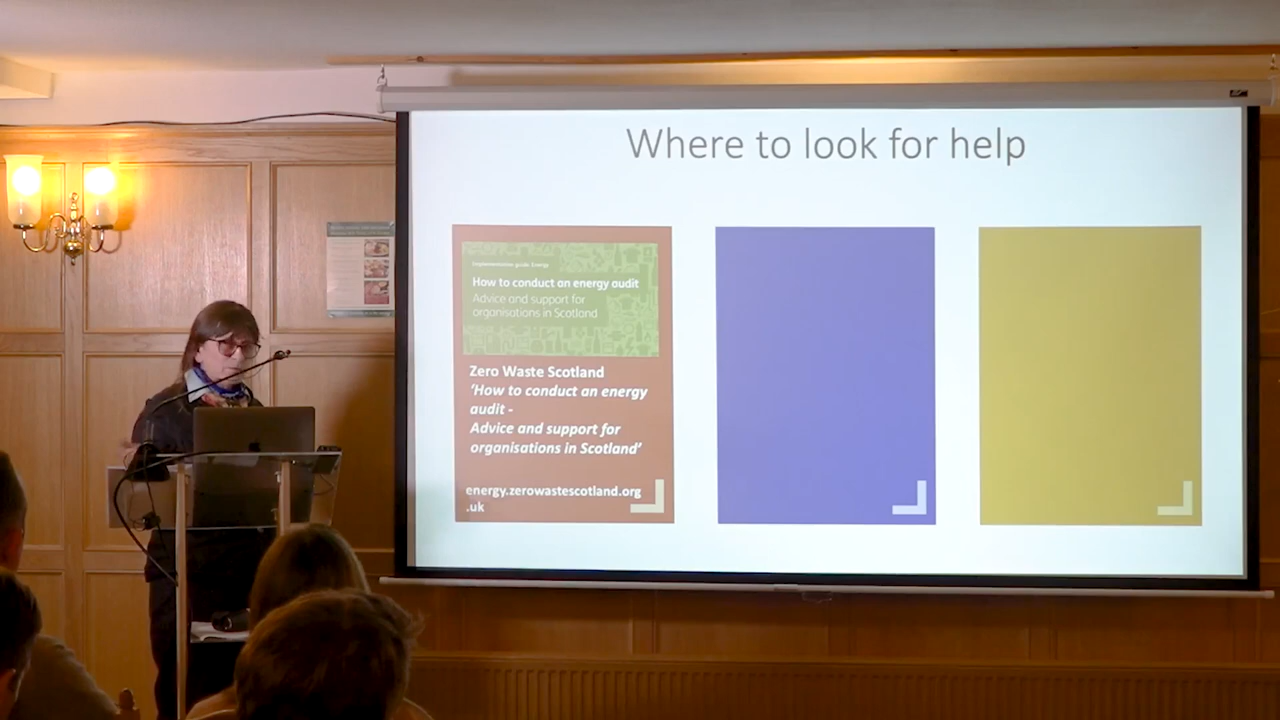 Where to look for help
Implementation guide: Energy
How to conduct an energy audit
Advice and support for
organisations in Scotland
Zero Waste Scotland
‘How to conduct an energy
audit -
Advice and support for
organisations in Scotland’
energy.zerowastescotland.org
.uk